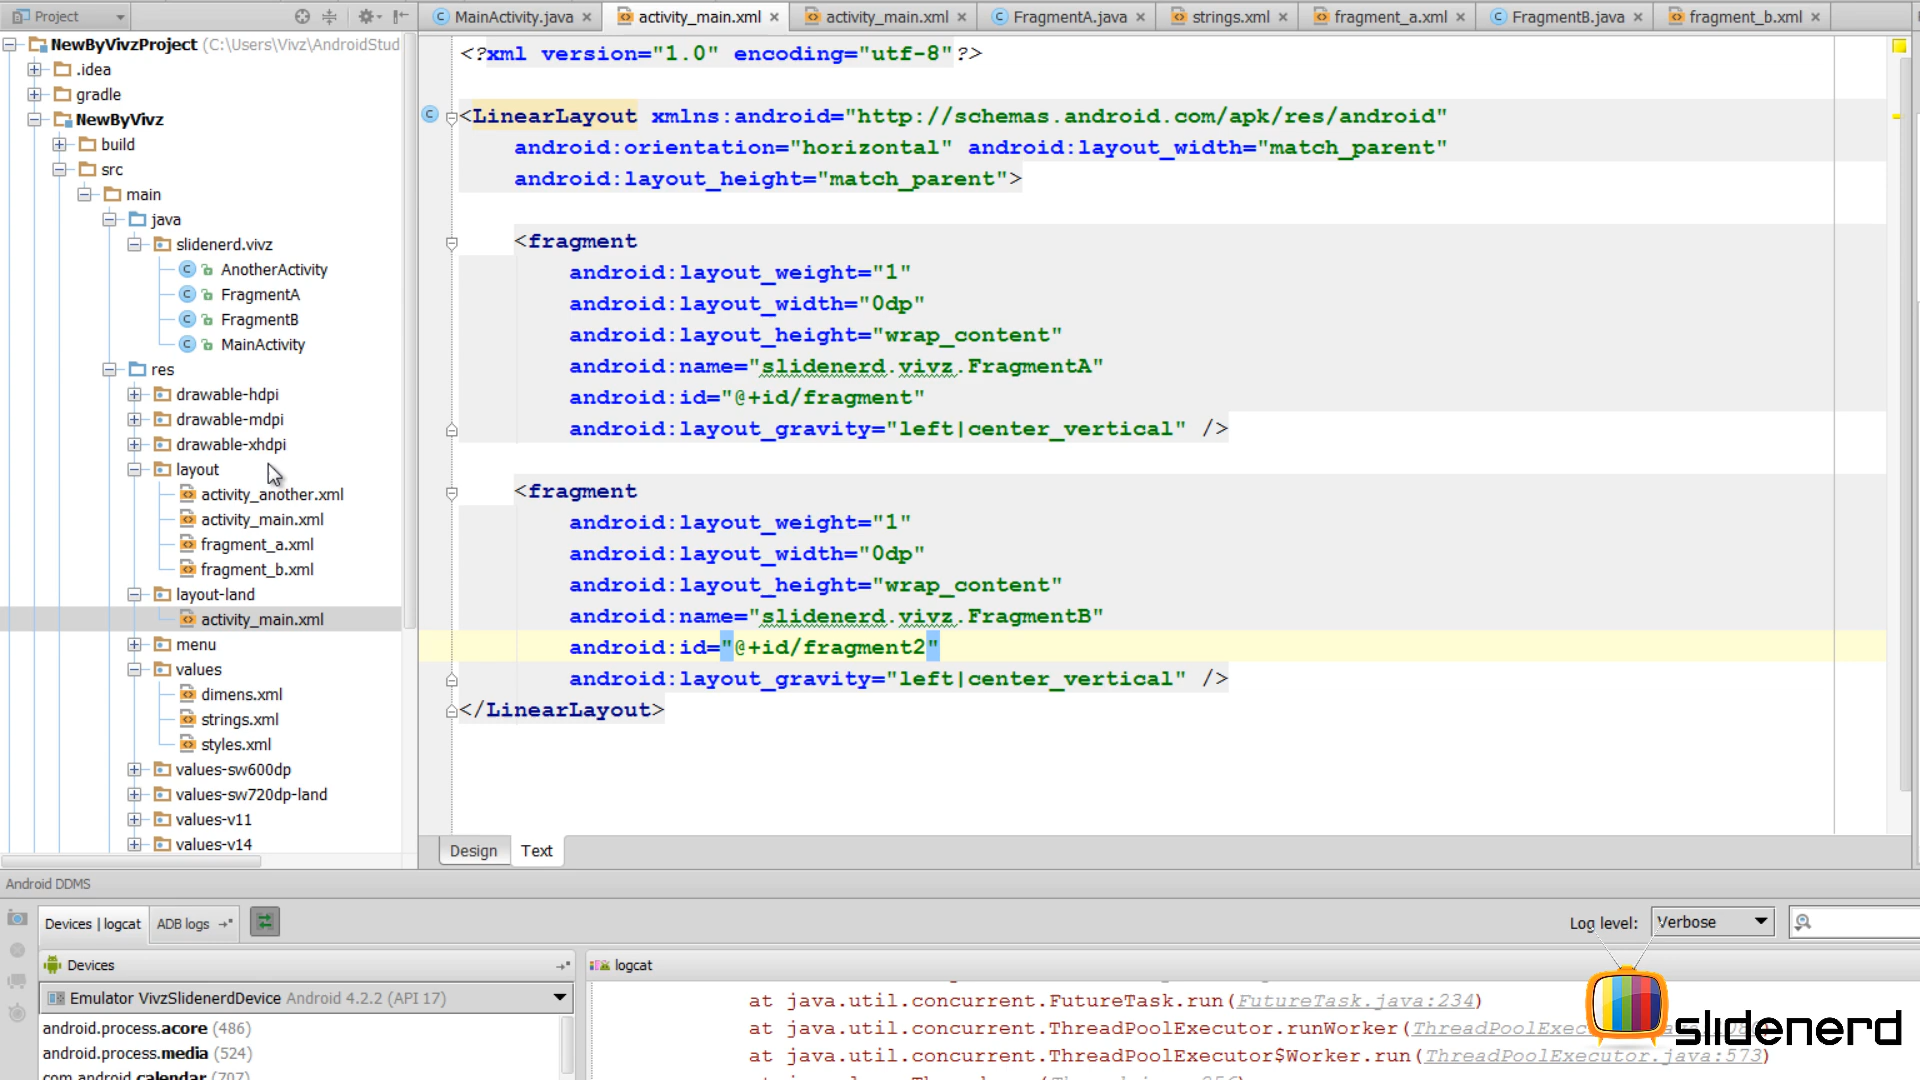 Project
MainActivity.java
activity_main.xml
activity_main.xml
FragmentA.java
strings.xml
fragment_a.xml
FragmentB.java
fragment_b.xml
NewByVivzProject (C:\Users\Vivz\AndroidStud
.idea
gradle
NewByVivz
build
src
main
java
slidenerd.vivz
AnotherActivity
FragmentA
FragmentB
MainActivity
res
drawable-hdpi
drawable-mdpi
drawable-xhdpi
layout
activity_another.xml
activity_main.xml
fragment_a.xml
fragment_b.xml
layout-land
activity_main.xml
menu
values
dimens.xml
strings.xml
styles.xml
values-sw600dp
values-sw720dp-land
values-v11
values-v14
<?xml version="1.0" encoding="utf-8"?>
<LinearLayout xmlns:android="http://schemas.android.com/apk/res/android"
android:orientation="horizontal" android:layout_width="match_parent"
android:layout_height="match_parent">
<fragment
android:layout_weight="1"
android:layout_width="0dp"
android:layout_height="wrap_content"
android:name="slidenerd.vivz.FragmentA"
android:id="@+id/fragment"
android:layout_gravity="left|center_vertical" />
<fragment
android:layout_weight="1"
android:layout_width="0dp"
android:layout_height="wrap_content"
android:name="slidenerd.vivz.FragmentB"
android:id="@+id/fragment2"
android:layout_gravity="left|center_vertical" />
</LinearLayout>
Design Text
Android DDMS
Devices | logcat ADB logs
Log level: Verbose
Devices
logcat
Emulator VivzSlidenerdDevice Android 4.2.2 (API 17)
android.process.acore (486)
android.process.media (524)
com.android.calendar (707)
at java.util.concurrent.FutureTask.run(FutureTask.java:234)
at java.util.concurrent.ThreadPoolExecutor.runWorker(
at java.util.concurrent.ThreadPoolExecutor$Worker.run(ThreadPoolExecutor.java:573)
slidenerd